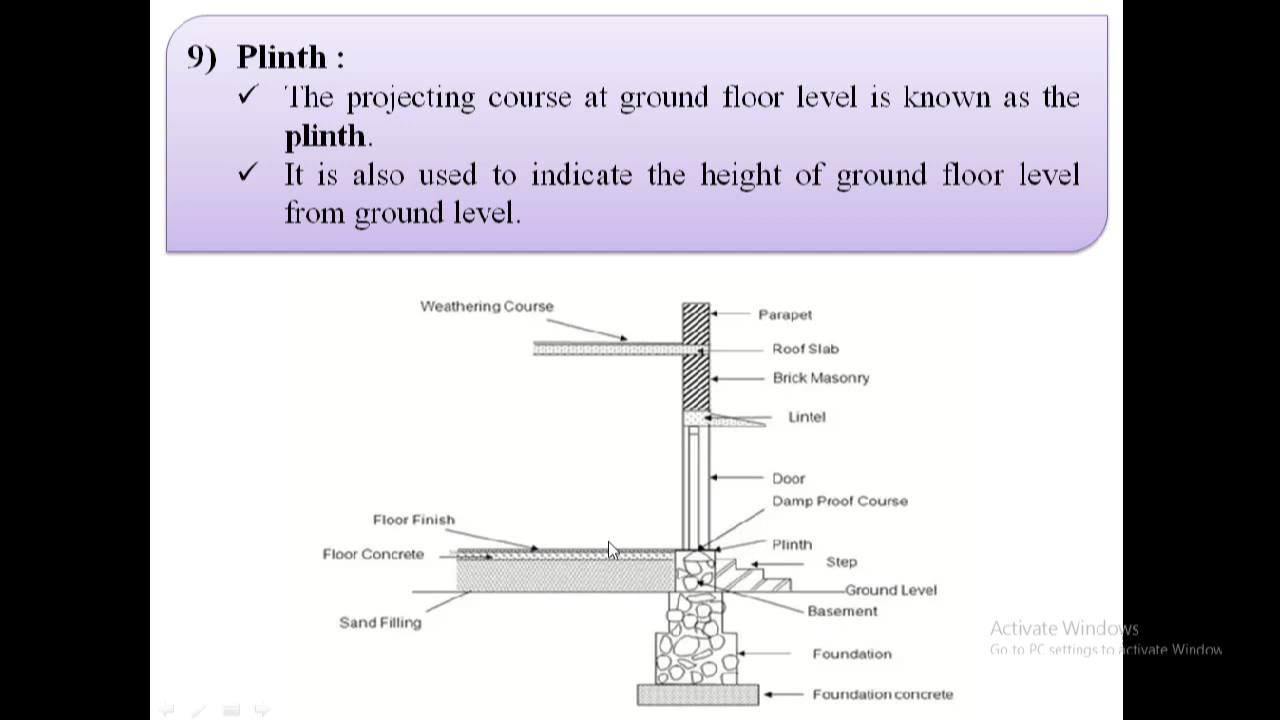 9) Plinth :
✓ The projecting course at ground floor level is known as the
plinth.
✓ It is also used to indicate the height of ground floor level
from ground level.
Weathering Course
Parapet
Roof Slab
Brick Masonry
Lintel
Door
Damp Proof Course
Floor Finish
Plinth
Floor Concrete
Step
Ground Level
Basement
Sand Filling
Activate Windows
Go to PC settings to activate Window
Foundation
Foundation concrete